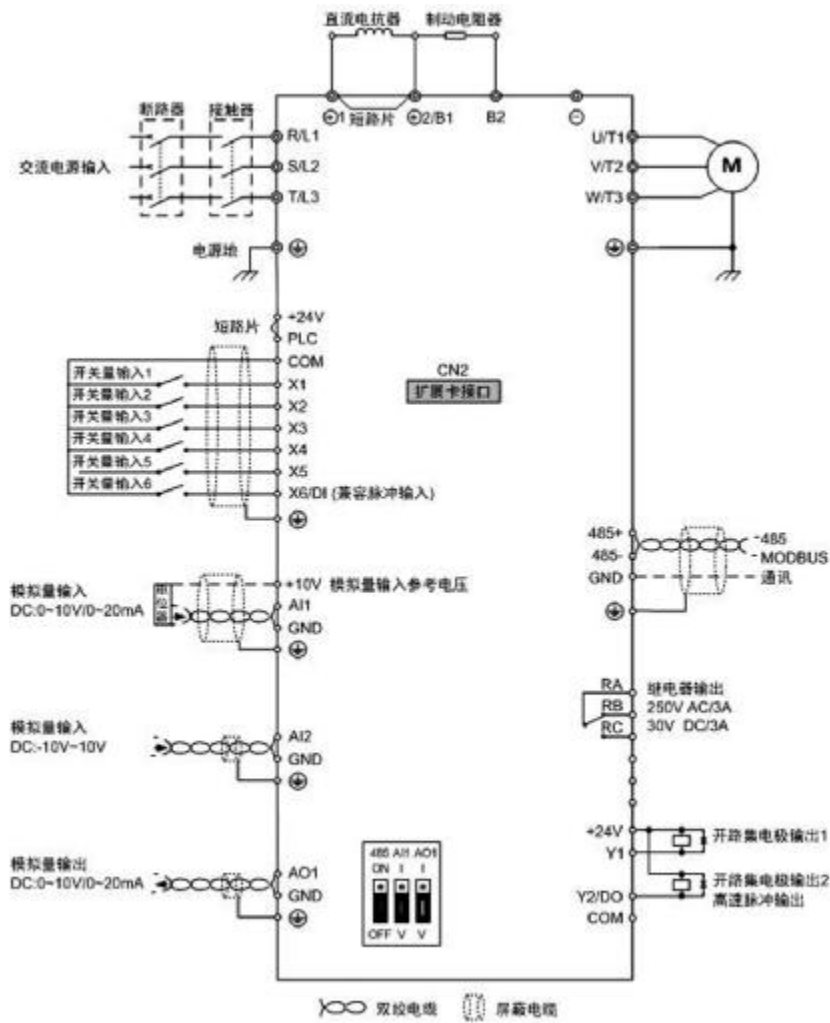 直流电抗器
制动电阻器
⊕1 短路片 ⊕2/B1 B2 ⊖
断路器 接触器
交流电源输入
R/L1
S/L2
T/L3
U/T1
V/T2
W/T3
M
电源地
短路片
+24V
PLC
COM
开关量输入1 X1
开关量输入2 X2
开关量输入3 X3
开关量输入4 X4
开关量输入5 X5
开关量输入6 X6/DI (兼容脉冲输入)
CN2
扩展卡接口
485+
485-
GND
485
MODBUS
通讯
模拟量输入
DC:0~10V/0~20mA
电位器
+10V 模拟量输入参考电压
AI1
GND
RA
RB
RC
继电器输出
250V AC/3A
30V DC/3A
模拟量输入
DC:-10V~10V
AI2
GND
+24V
Y1
Y2/DO
COM
开路集电极输出1
开路集电极输出2
高速脉冲输出
模拟量输出
DC:0~10V/0~20mA
AO1
GND
485 AI1 AO1
ON I I
OFF V V
双绞电缆 屏蔽电缆